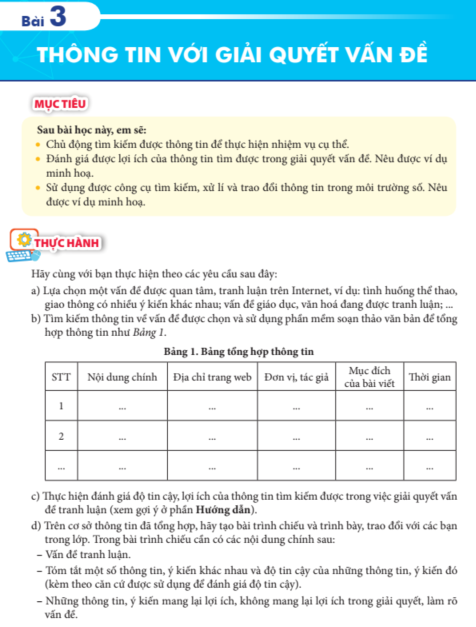 Bài 3
THÔNG TIN VỚI GIẢI QUYẾT VẤN ĐỀ
MỤC TIÊU
Sau bài học này, em sẽ:
• Chủ động tìm kiếm được thông tin để thực hiện nhiệm vụ cụ thể.
• Đánh giá được lợi ích của thông tin tìm được trong giải quyết vấn đề. Nêu được ví dụ
minh hoạ.
• Sử dụng được công cụ tìm kiếm, xử lí và trao đổi thông tin trong môi trường số. Nêu
được ví dụ minh hoạ.
THỰC HÀNH
Hãy cùng với bạn thực hiện theo các yêu cầu sau đây:
a) Lựa chọn một vấn đề được quan tâm, tranh luận trên Internet, ví dụ: tình huống thể thao,
giao thông có nhiều ý kiến khác nhau; vấn đề giáo dục, văn hoá đang được tranh luận; ...
b) Tìm kiếm thông tin về vấn đề được chọn và sử dụng phần mềm soạn thảo văn bản để tổng
hợp thông tin như Bảng 1.
Bảng 1. Bảng tổng hợp thông tin
STT Nội dung chính Địa chỉ trang web Đơn vị, tác giả Mục đích của bài viết Thời gian
1 ... ... ... ... ...
2 ... ... ... ... ...
... ... ... ... ... ...
c) Thực hiện đánh giá độ tin cậy, lợi ích của thông tin tìm kiếm được trong việc giải quyết vấn
đề tranh luận (xem gợi ý ở phần Hướng dẫn).
d) Trên cơ sở thông tin đã tổng hợp, hãy tạo bài trình chiếu và trình bày, trao đổi với các bạn
trong lớp. Trong bài trình chiếu cần có các nội dung chính sau:
– Vấn đề tranh luận.
– Tóm tắt một số thông tin, ý kiến khác nhau và độ tin cậy của những thông tin, ý kiến đó
(kèm theo căn cứ được sử dụng để đánh giá độ tin cậy).
– Những thông tin, ý kiến mang lại lợi ích, không mang lại lợi ích trong giải quyết, làm rõ
vấn đề.